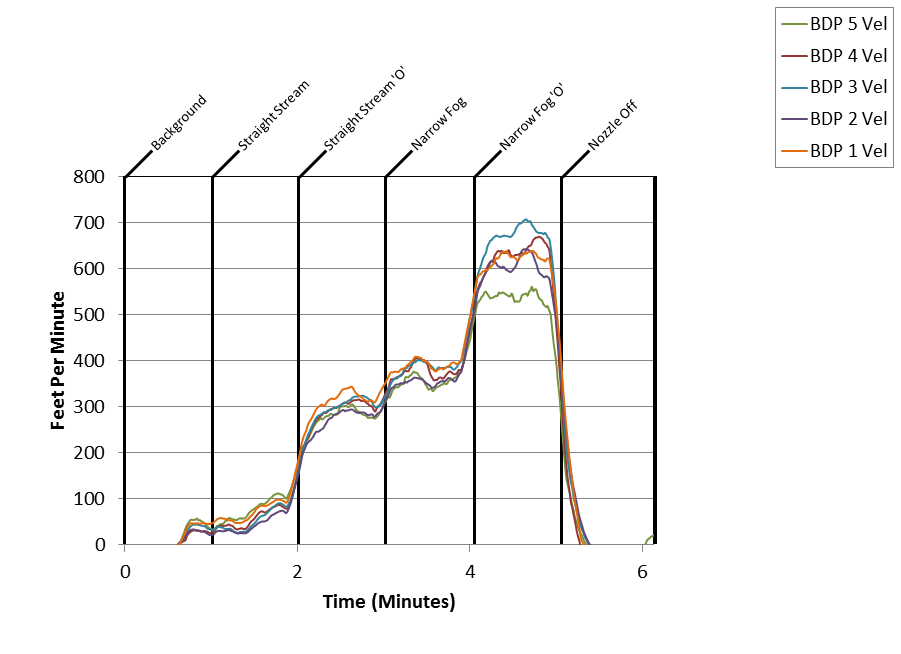 BDP 5 Vel
BDP 4 Vel
BDP 3 Vel
BDP 2 Vel
BDP 1 Vel
Background
Straight Stream
Straight Stream 'O'
Narrow Fog
Narrow Fog 'O'
Nozzle Off
800
700
600
500
400
300
200
100
0
Feet Per Minute
0 2 4 6
Time (Minutes)